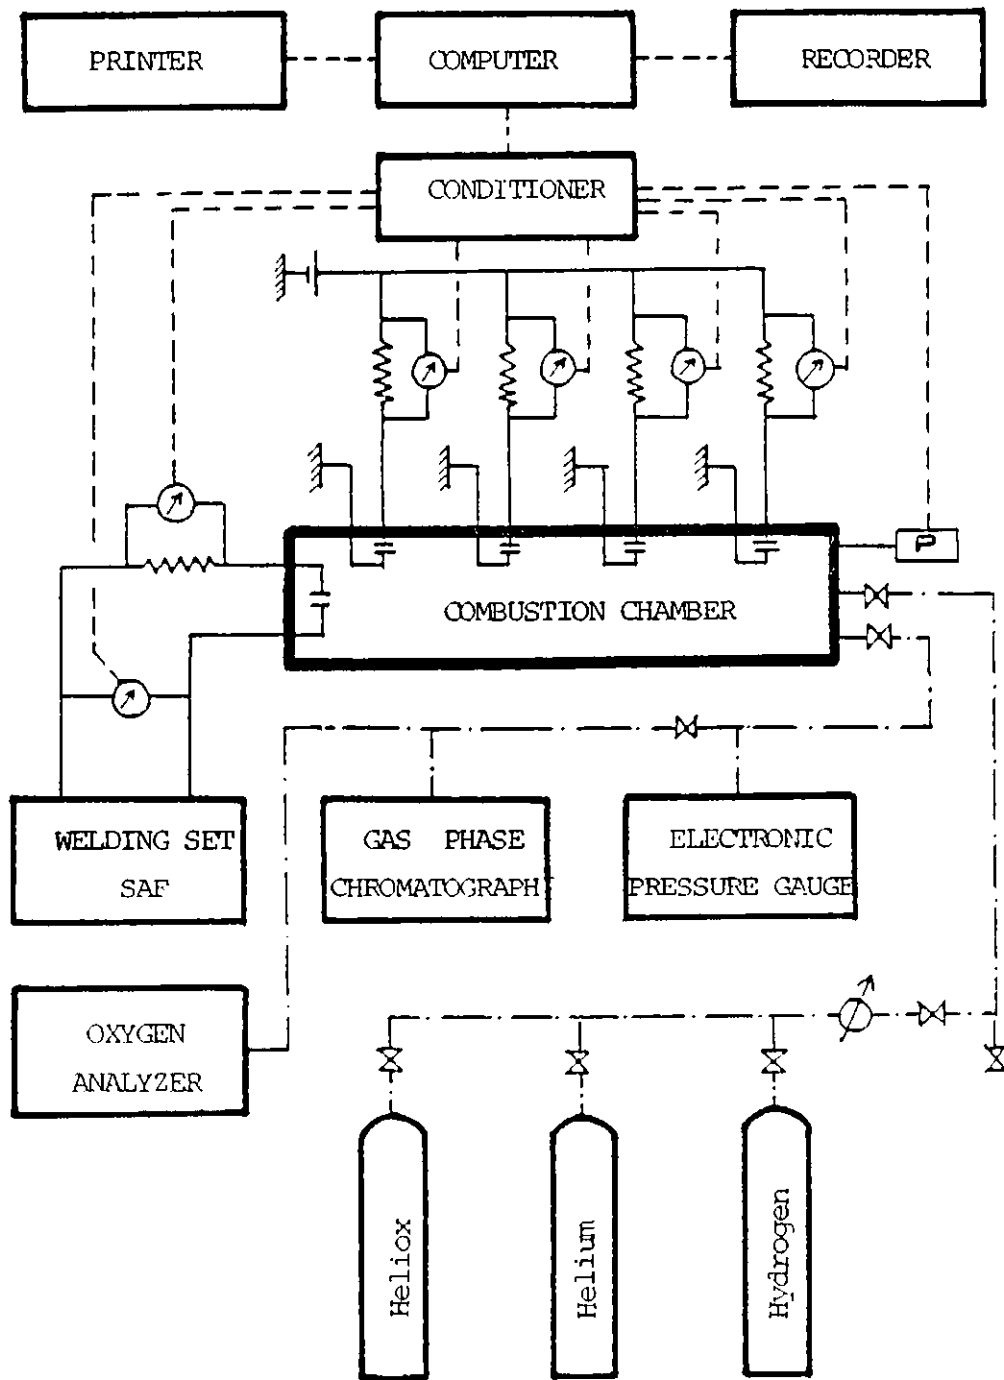 PRINTER
COMPUTER
RECORDER
CONDITIONER
P
COMBUSTION CHAMBER
WELDING SET
SAF
GAS PHASE
CHROMATOGRAPH
ELECTRONIC
PRESSURE GAUGE
OXYGEN
ANALYZER
Heliox
Helium
Hydrogen